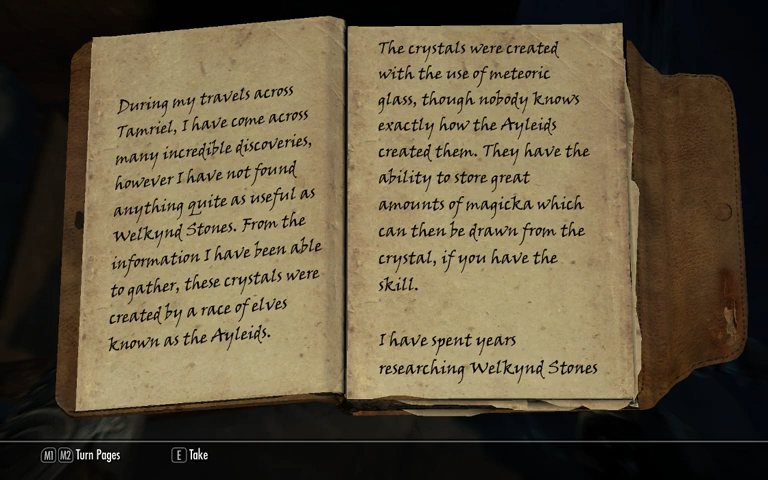 During my travels across
Tamriel, I have come across
many incredible discoveries,
however I have not found
anything quite as useful as
Welkynd Stones. From the
information I have been able
to gather, these crystals were
created by a race of elves
known as the Ayleids.
The crystals were created
with the use of meteoric
glass, though nobody knows
exactly how the Ayleids
created them. They have the
ability to store great
amounts of magicka which
can then be drawn from the
crystal, if you have the
skill.
I have spent years
researching Welkynd Stones
M1 M2 Turn Pages
E Take